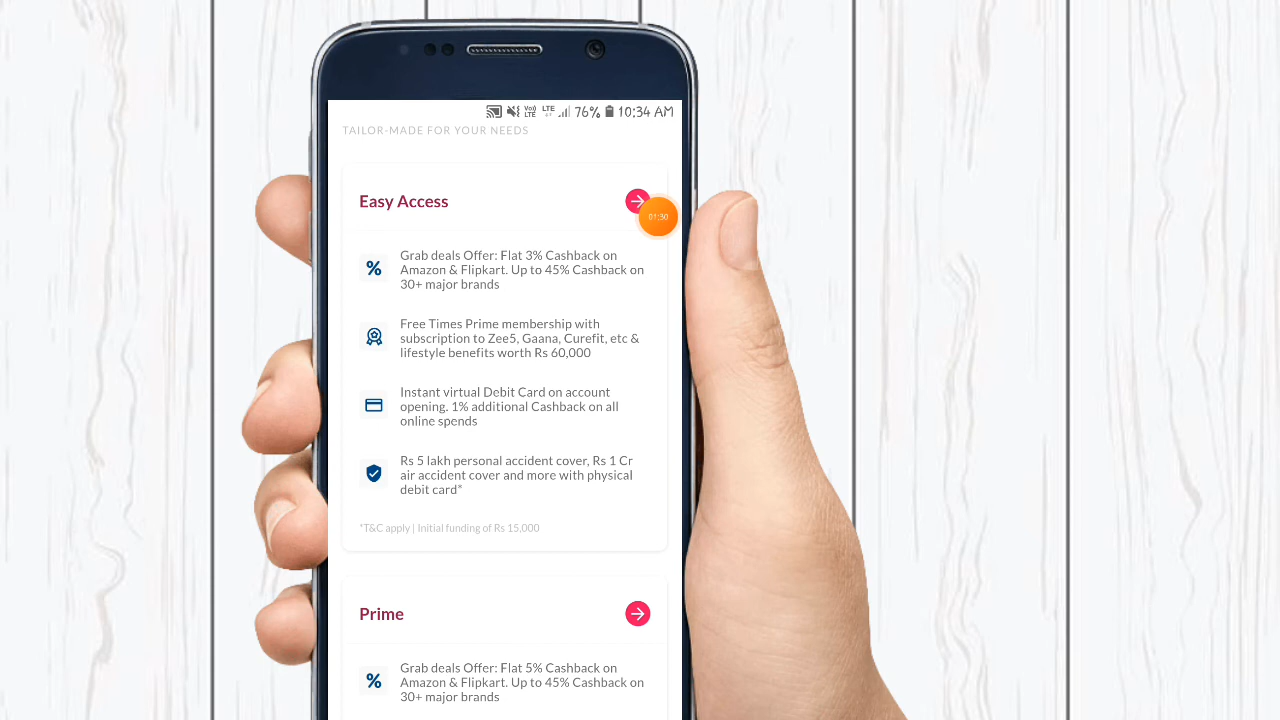 Voll LTE LTE 76% 10:34 AM
TAILOR-MADE FOR YOUR NEEDS
Easy Access
01:30
Grab deals Offer: Flat 3% Cashback on
Amazon & Flipkart. Up to 45% Cashback on
30+ major brands
Free Times Prime membership with
subscription to Zee5, Gaana, Curefit, etc &
lifestyle benefits worth Rs 60,000
Instant virtual Debit Card on account
opening. 1% additional Cashback on all
online spends
Rs 5 lakh personal accident cover, Rs 1 Cr
air accident cover and more with physical
debit card*
*T&C apply | Initial funding of Rs 15,000
Prime
Grab deals Offer: Flat 5% Cashback on
Amazon & Flipkart. Up to 45% Cashback on
30+ major brands